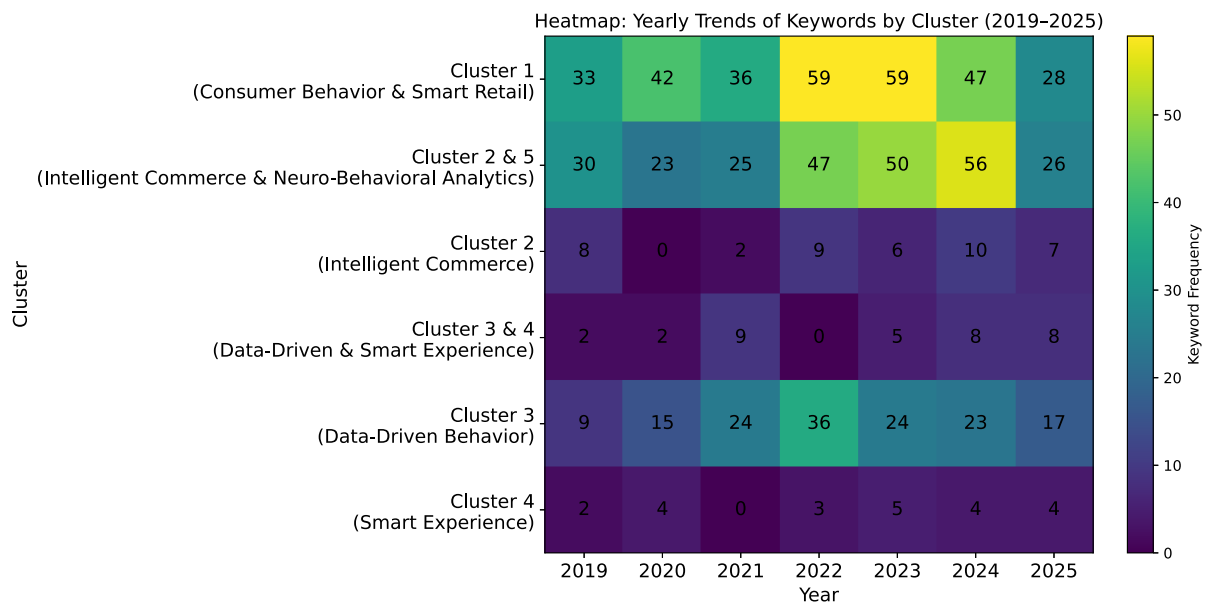 Heatmap: Yearly Trends of Keywords by Cluster (2019–2025)
Cluster
Cluster 1
(Consumer Behavior & Smart Retail)
33 42 36 59 59 47 28
Cluster 2 & 5
(Intelligent Commerce & Neuro-Behavioral Analytics)
30 23 25 47 50 56 26
Cluster 2
(Intelligent Commerce)
8 0 2 9 6 10 7
Cluster 3 & 4
(Data-Driven & Smart Experience)
2 2 9 0 5 8 8
Cluster 3
(Data-Driven Behavior)
9 15 24 36 24 23 17
Cluster 4
(Smart Experience)
2 4 0 3 5 4 4
2019 2020 2021 2022 2023 2024 2025
Year
50
40
30
20
10
0
Keyword Frequency